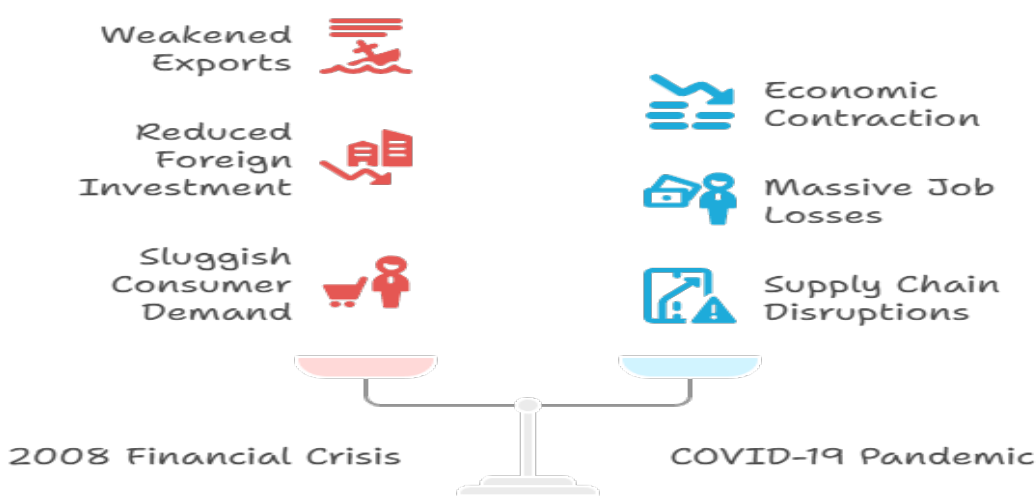 Weakened
Exports
Reduced
Foreign
Investment
Sluggish
Consumer
Demand
2008 Financial Crisis
Economic
Contraction
Massive Job
Losses
Supply Chain
Disruptions
COVID-19 Pandemic